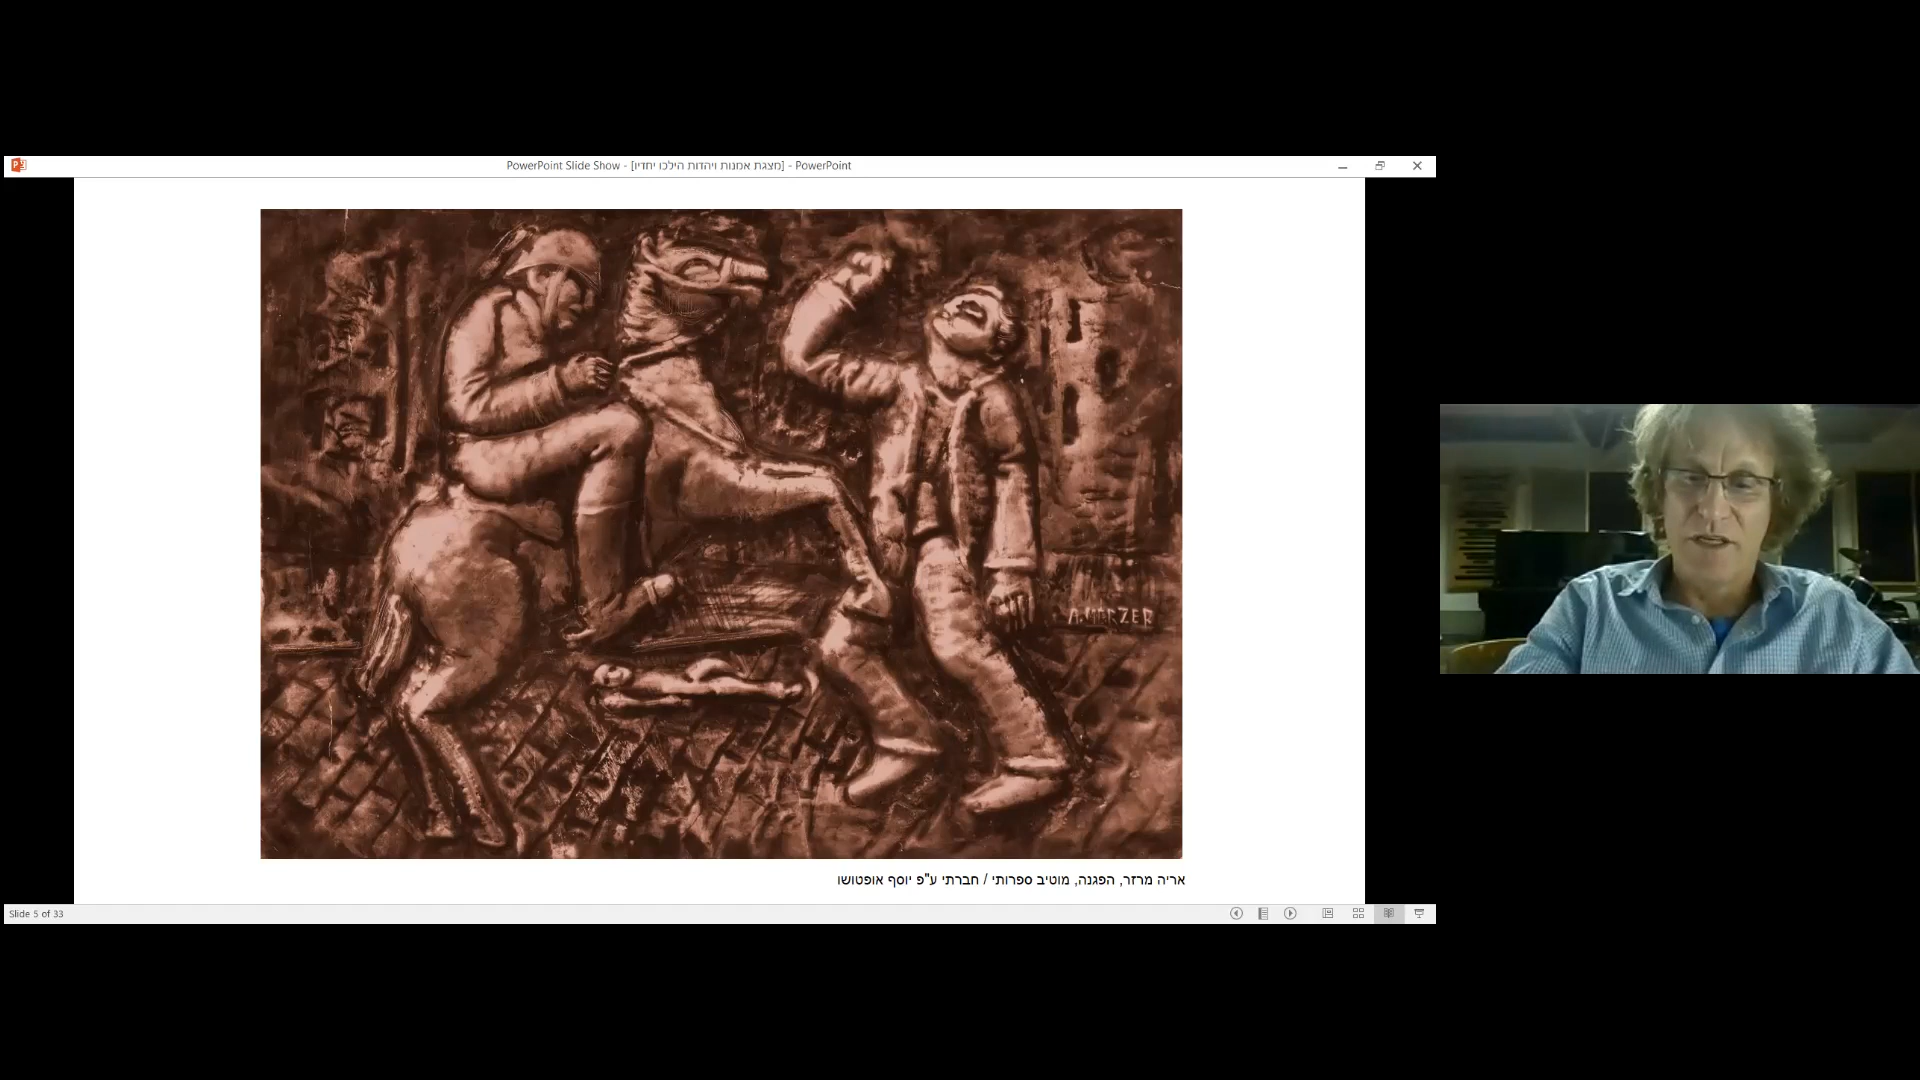 PowerPoint Slide Show - [מצגת אמנות ויהדות הילכו יחדיו] - PowerPoint
A.MERZER
אריה מרזר, הפגנה, מוטיב ספרותי / חברתי ע"פ יוסף אופטושו
Slide 5 of 33